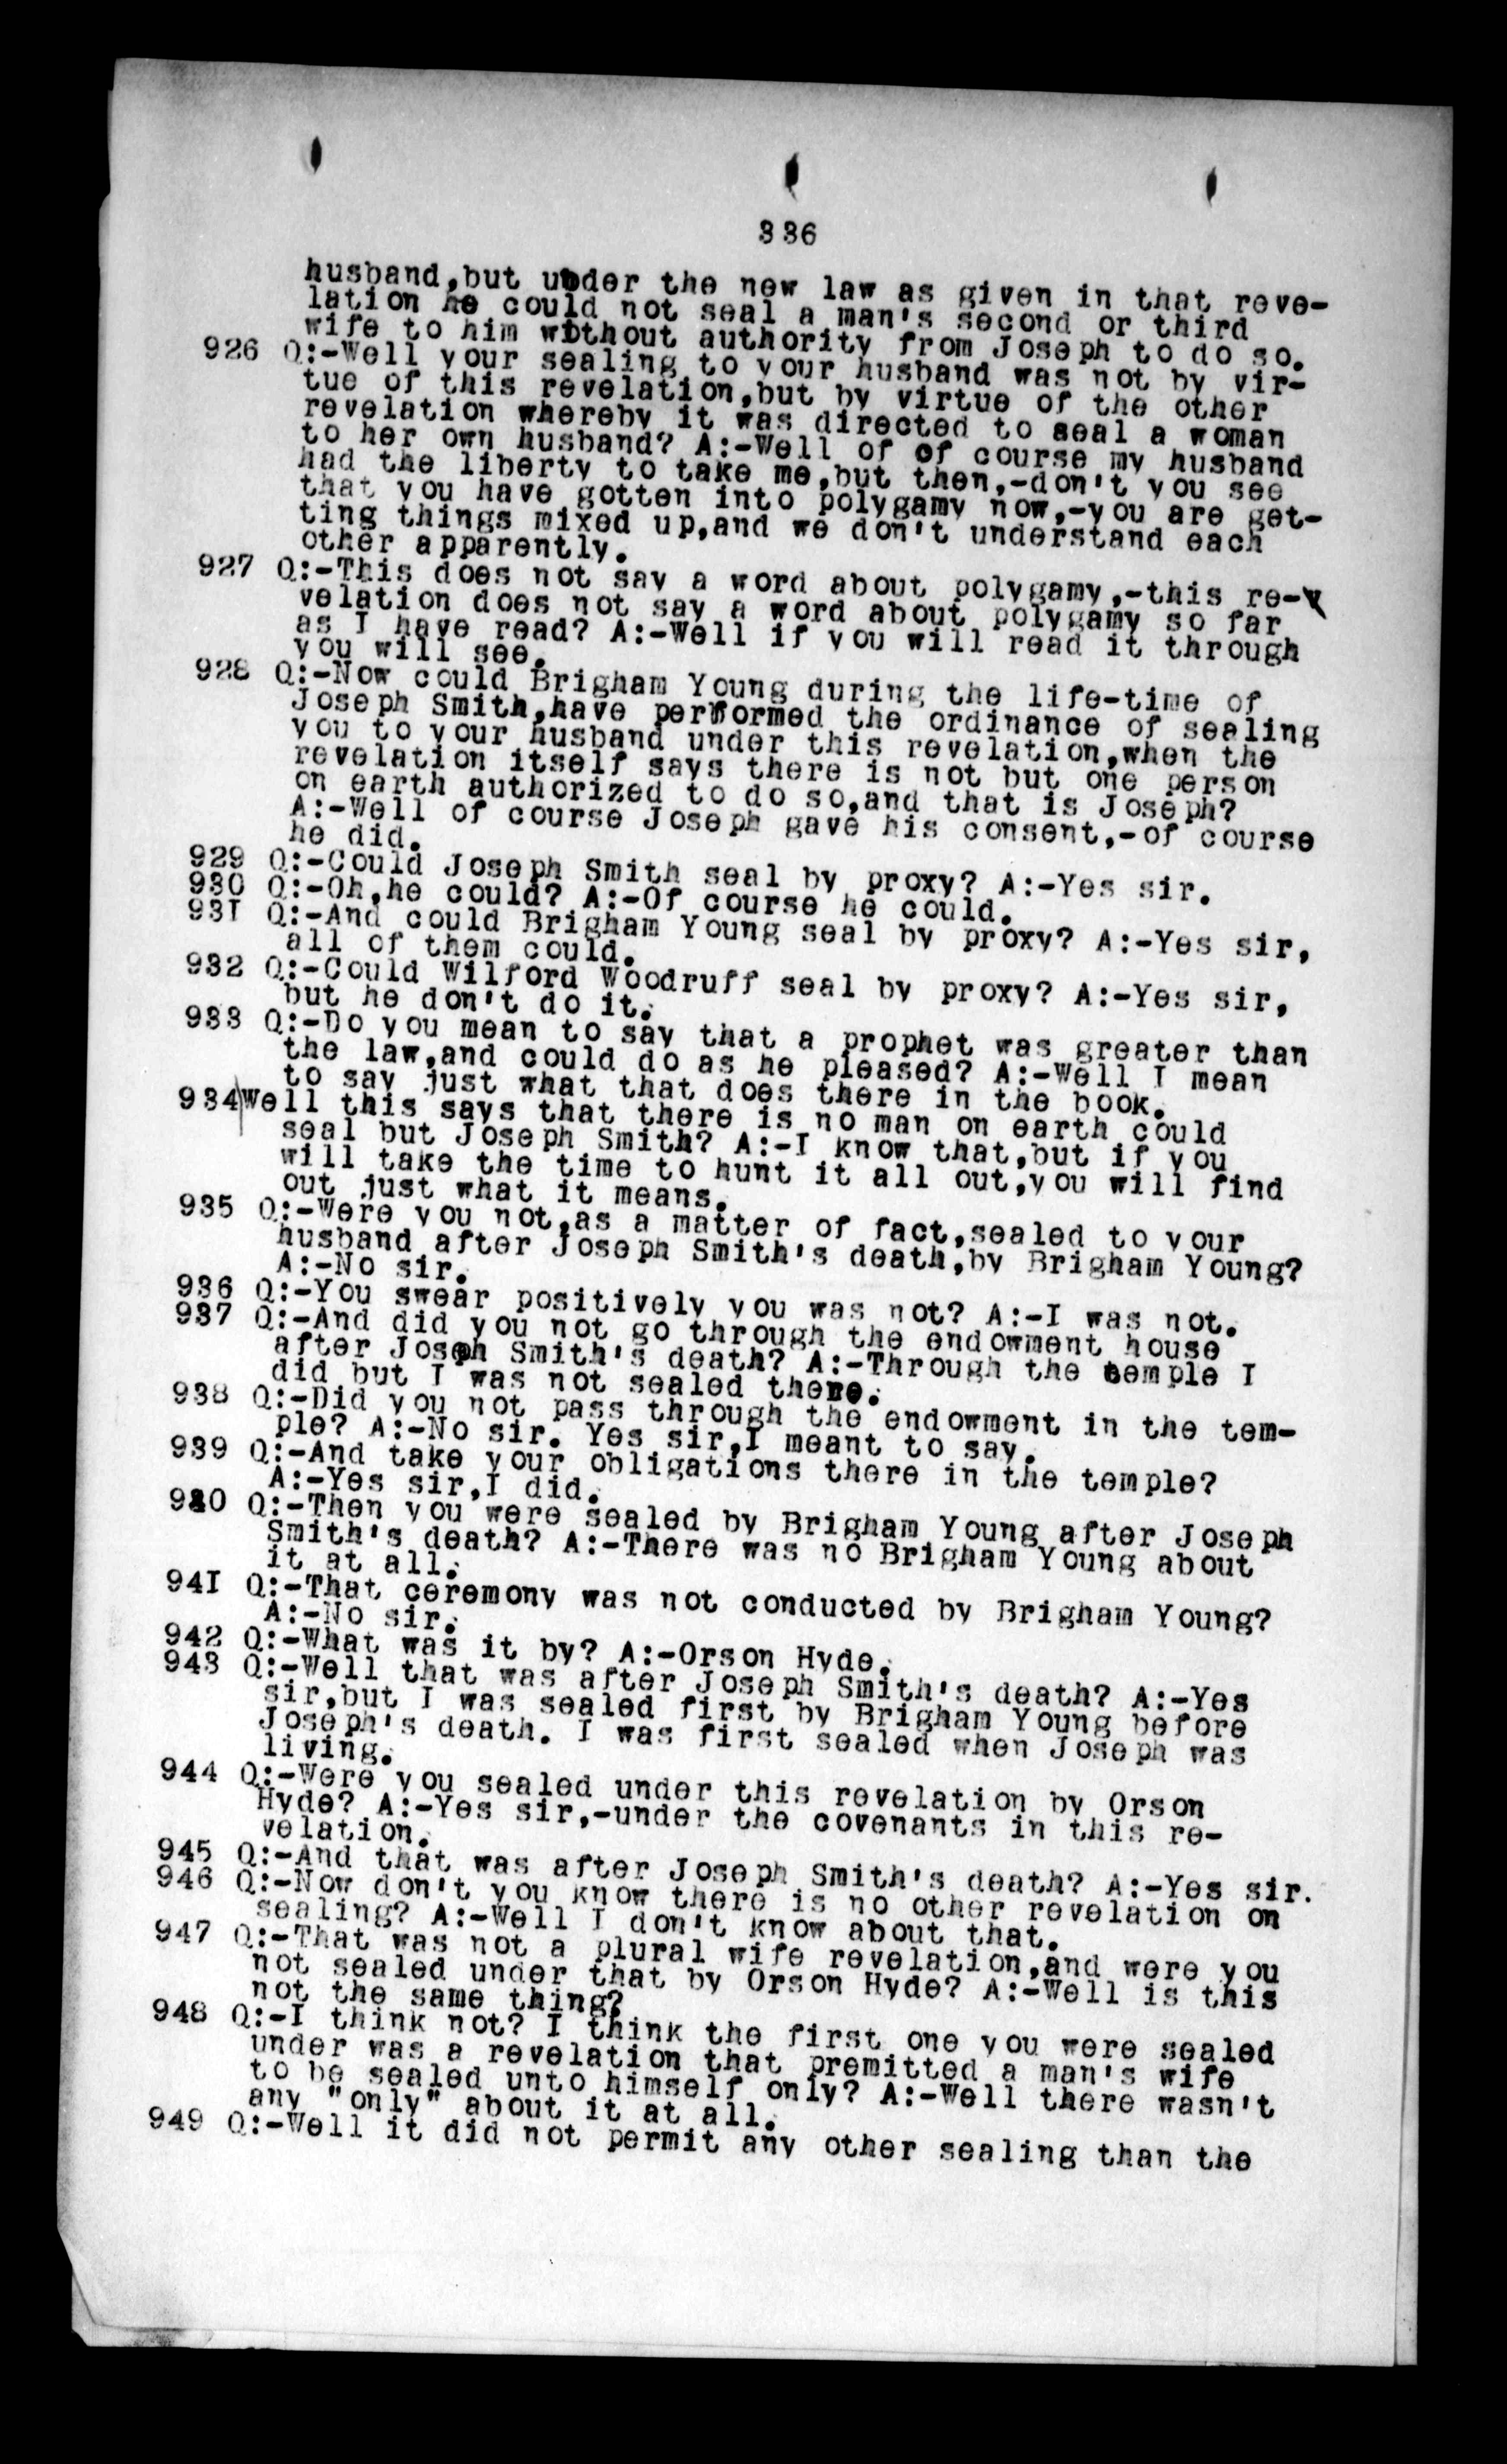 336
husband,but under the new law as given in that reve-
lation he could not seal a man's second or third
wife to him without authority from Joseph to do so.
926 Q:-Well your sealing to your husband was not by vir-
tue of this revelation,but by virtue of the other
revelation whereby it was directed to seal a woman
to her own husband? A:-Well of of course my husband
had the liberty to take me,but then,-don't you see
that you have gotten into polygamy now,-you are get-
ting things mixed up,and we don't understand each
other apparently.
927 Q:-This does not say a word about polygamy,-this re-
velation does not say a word about polygamy so far
as I have read? A:-Well if you will read it through
you will see.
928 Q:-Now could Brigham Young during the life-time of
Joseph Smith,have performed the ordinance of sealing
you to your husband under this revelation,when the
revelation itself says there is not but one person
on earth authorized to do so,and that is Joseph?
A:-Well of course Joseph gave his consent,-of course
he did.
929 Q:-Could Joseph Smith seal by proxy? A:-Yes sir.
930 Q:-Oh,he could? A:-Of course he could.
931 Q:-And could Brigham Young seal by proxy? A:-Yes sir,
all of them could.
932 Q:-Could Wilford Woodruff seal by proxy? A:-Yes sir,
but he don't do it.
933 Q:-Do you mean to say that a prophet was greater than
the law,and could do as he pleased? A:-Well I mean
to say just what that does there in the book.
934 Well this says that there is no man on earth could
seal but Joseph Smith? A:-I know that,but if you
will take the time to hunt it all out,you will find
out just what it means.
935 Q:-Were you not,as a matter of fact,sealed to your
husband after Joseph Smith's death,by Brigham Young?
A:-No sir.
936 Q:-You swear positively you was not? A:-I was not.
937 Q:-And did you not go through the endowment house
after Joseph Smith's death? A:-Through the temple I
did but I was not sealed there.
938 Q:-Did you not pass through the endowment in the tem-
ple? A:-No sir. Yes sir,I meant to say.
939 Q:-And take your obligations there in the temple?
A:-Yes sir,I did.
980 Q:-Then you were sealed by Brigham Young after Joseph
Smith's death? A:-There was no Brigham Young about
it at all.
941 Q:-That ceremony was not conducted by Brigham Young?
A:-No sir.
942 Q:-What was it by? A:-Orson Hyde.
943 Q:-Well that was after Joseph Smith's death? A:-Yes
sir,but I was sealed first by Brigham Young before
Joseph's death. I was first sealed when Joseph was
living.
944 Q:-Were you sealed under this revelation by Orson
Hyde? A:-Yes sir,-under the covenants in this re-
velation.
945 Q:-And that was after Joseph Smith's death? A:-Yes sir.
946 Q:-Now don't you know there is no other revelation on
sealing? A:-Well I don't know about that.
947 Q:-That was not a plural wife revelation,and were you
not sealed under that by Orson Hyde? A:-Well is this
not the same thing?
948 Q:-I think not? I think the first one you were sealed
under was a revelation that premitted a man's wife
to be sealed unto himself only? A:-Well there wasn't
any "only" about it at all.
949 Q:-Well it did not permit any other sealing than the